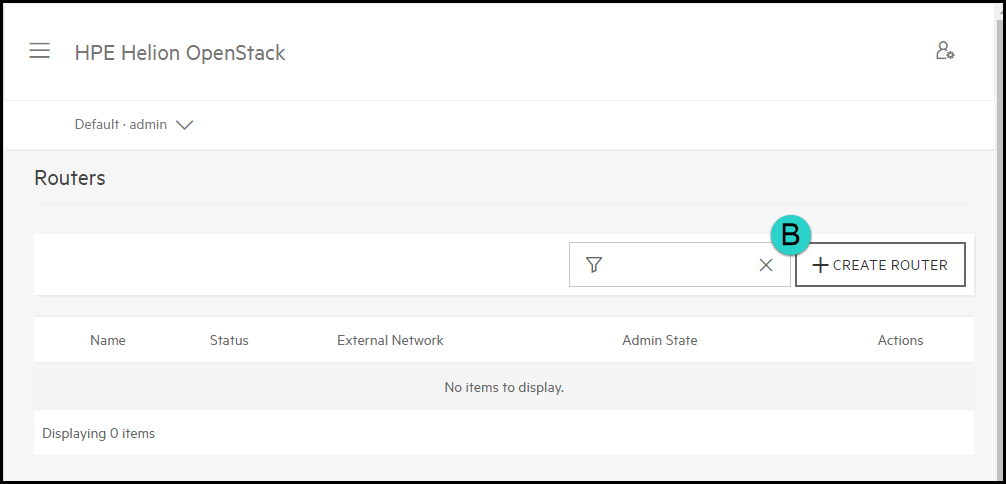 HPE Helion OpenStack
Default · admin
Routers
B
CREATE ROUTER
Name Status External Network Admin State Actions
No items to display.
Displaying 0 items